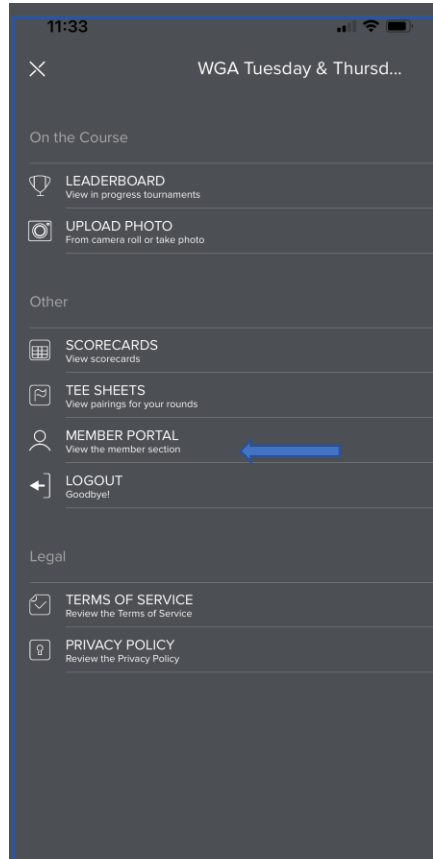 11:33
WGA Tuesday & Thursd...
On the Course
LEADERBOARD
View in progress tournaments
UPLOAD PHOTO
From camera roll or take photo
Other
SCORECARDS
View scorecards
TEE SHEETS
View pairings for your rounds
MEMBER PORTAL
View the member section
LOGOUT
Goodbye!
Legal
TERMS OF SERVICE
Review the Terms of Service
PRIVACY POLICY
Review the Privacy Policy